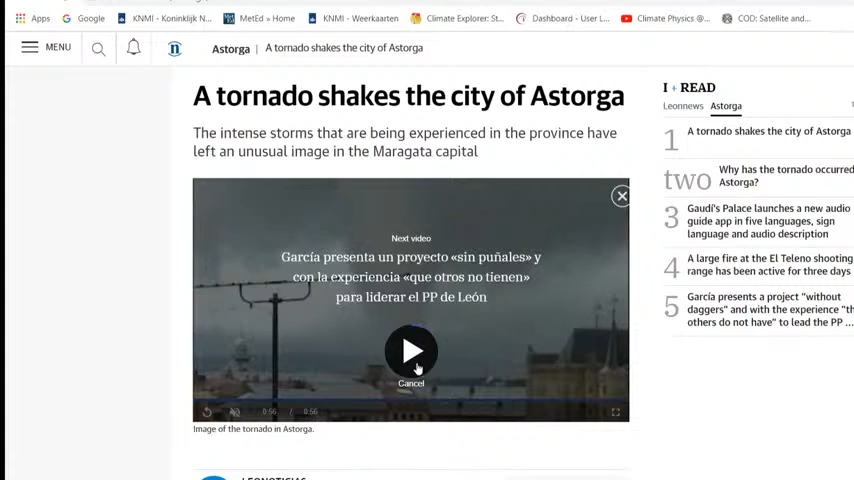 Apps
Google
KNMI - Koninklijk N...
MetEd » Home
KNMI - Weerkaarten
Climate Explorer: St...
Dashboard - User L...
Climate Physics @...
COD: Satellite and...
MENU
n
Astorga | A tornado shakes the city of Astorga
A tornado shakes the city of Astorga
The intense storms that are being experienced in the province have
left an unusual image in the Maragata capital
Next video
García presenta un proyecto «sin puñales» y
con la experiencia «que otros no tienen»
para liderar el PP de León
Cancel
0:56 / 0:56
Image of the tornado in Astorga.
LEONOTICIAS
I + READ
Leonnews Astorga
1 A tornado shakes the city of Astorga
two Why has the tornado occurred
Astorga?
3 Gaudí's Palace launches a new audio
guide app in five languages, sign
language and audio description
4 A large fire at the El Teleno shooting
range has been active for three days
5 García presents a project "without
daggers" and with the experience "th
others do not have" to lead the PP ...